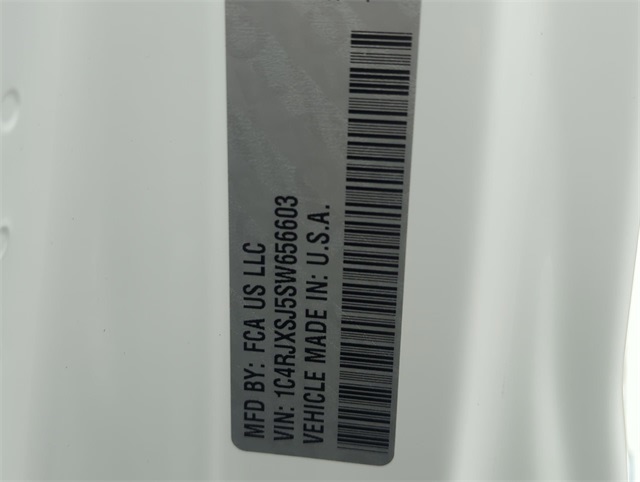 MFD BY: FCA US LLC
VIN: 1C4RJXSJ5SW656603
VEHICLE MADE IN: U.S.A.